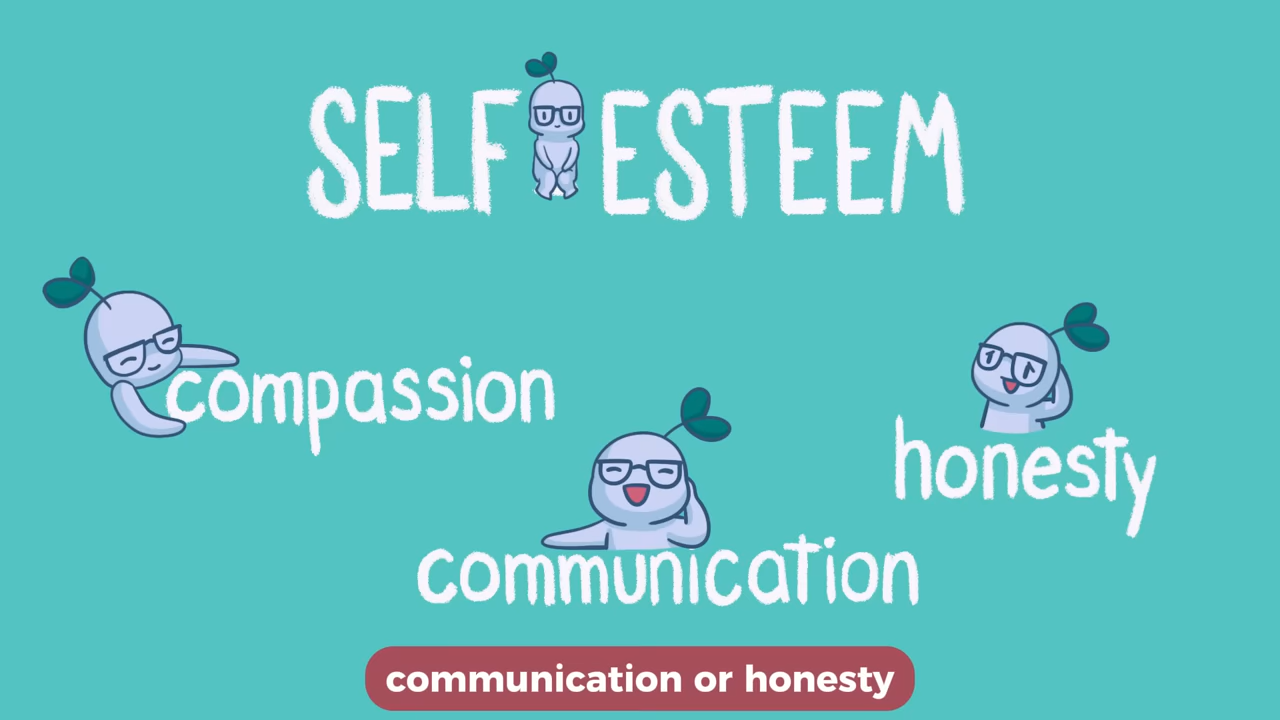 SELF ESTEEM
compassion
honesty
communication
communication or honesty